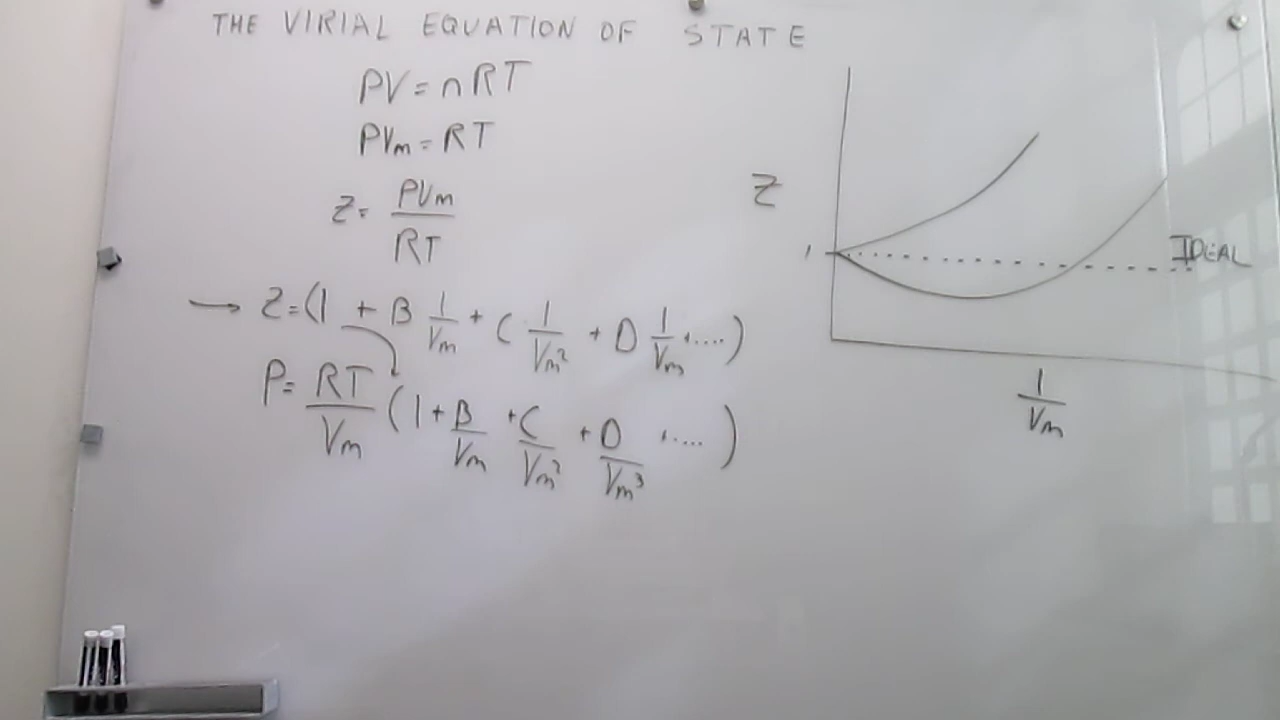 THE VIRIAL EQUATION OF STATE
PV = nRT
PVm = RT
Z = PVm / RT
→ Z = (1 + B 1/Vm + C 1/Vm² + D 1/Vm + ....)
P = RT/Vm (1 + B/Vm + C/Vm² + D/Vm³ + ....)
Z
1
IDEAL
1/Vm